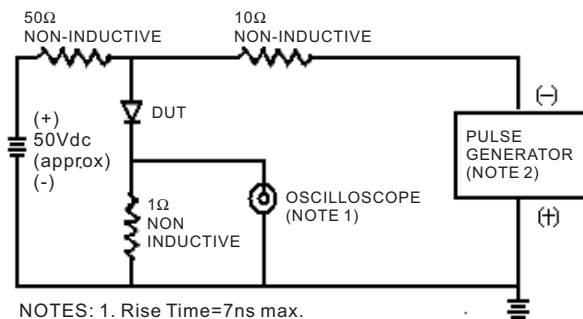 50Ω
NON-INDUCTIVE
10Ω
NON-INDUCTIVE
(+)
50Vdc
(approx)
(-)
DUT
1Ω
NON
INDUCTIVE
OSCILLOSCOPE
(NOTE 1)
(−)
PULSE
GENERATOR
(NOTE 2)
(+)
NOTES: 1. Rise Time=7ns max.